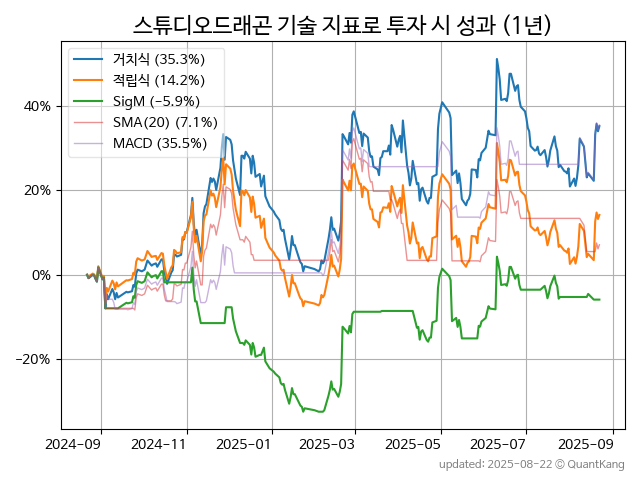 스튜디오드래곤 기술 지표로 투자 시 성과 (1년)
거치식 (35.3%)
적립식 (14.2%)
SigM (−5.9%)
SMA(20) (7.1%)
MACD (35.5%)
40%
20%
0%
−20%
2024-09 2024-11 2025-01 2025-03 2025-05 2025-07 2025-09
updated: 2025-08-22 © QuantKang